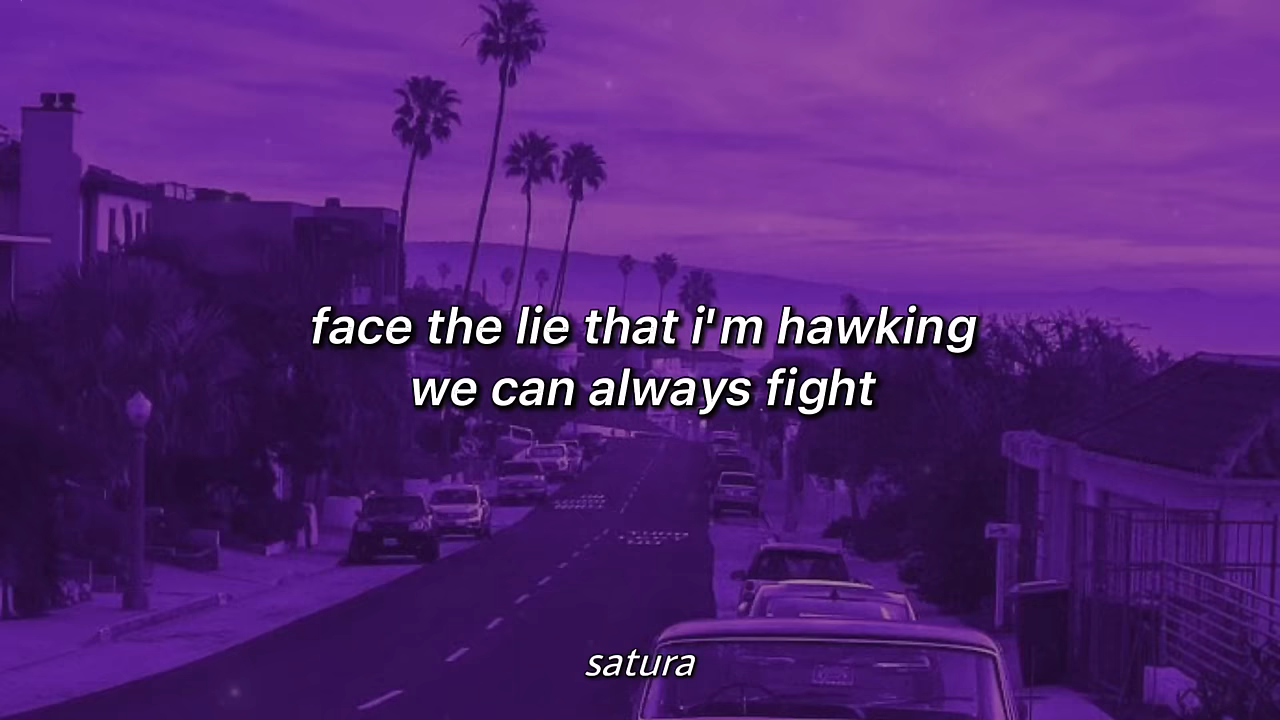 face the lie that i'm hawking
we can always fight
satura